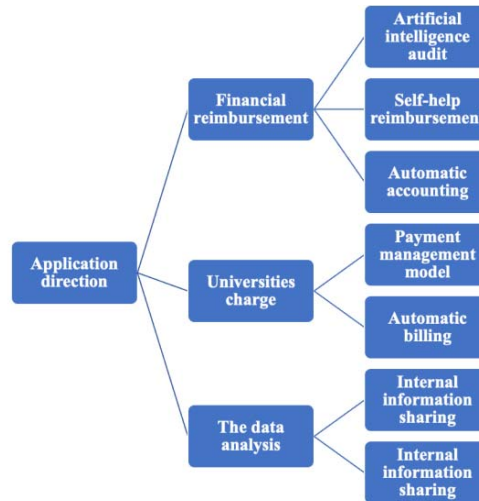 Artificial
intelligence
audit
Financial
reimbursement
Self-help
reimbursement
Automatic
accounting
Application
direction
Universities
charge
Payment
management
model
Automatic
billing
The data
analysis
Internal
information
sharing
Internal
information
sharing